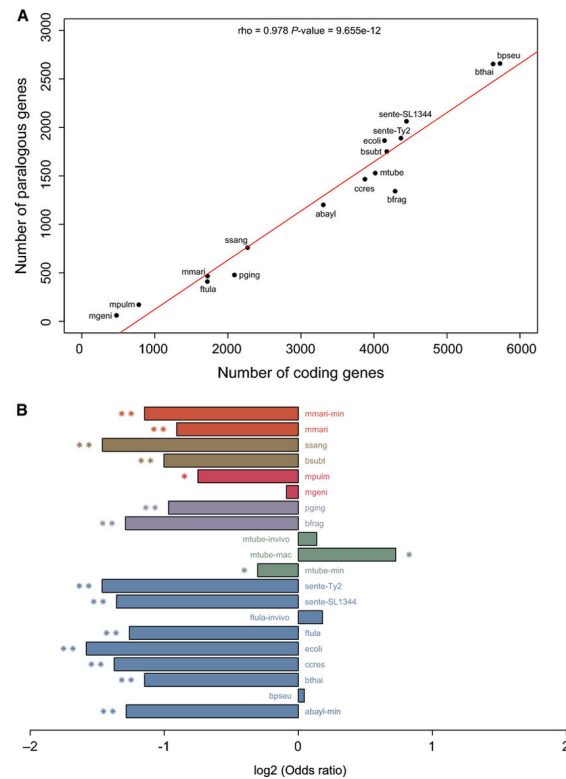 A
rho = 0.978 P-value = 9.655e-12
Number of paralogous genes
3000
2500
2000
1500
1000
500
0
bpseu
bthai
sente-SL1344
sente-Ty2
ecoli
bsubt
mtube
ccres
bfrag
abayl
ssang
mmari
pging
ftula
mpulm
mgeni
0 1000 2000 3000 4000 5000 6000
Number of coding genes
B
** mmari-min
** mmari
** ssang
** bsubt
* mpulm
mgeni
** pging
** bfrag
mtube-invivo
mtube-mac *
* mtube-min
** sente-Ty2
** sente-SL1344
ftula-invivo
** ftula
** ecoli
** ccres
** bthai
bpseu
** abayl-min
−2 -1 0 1 2
log2 (Odds ratio)